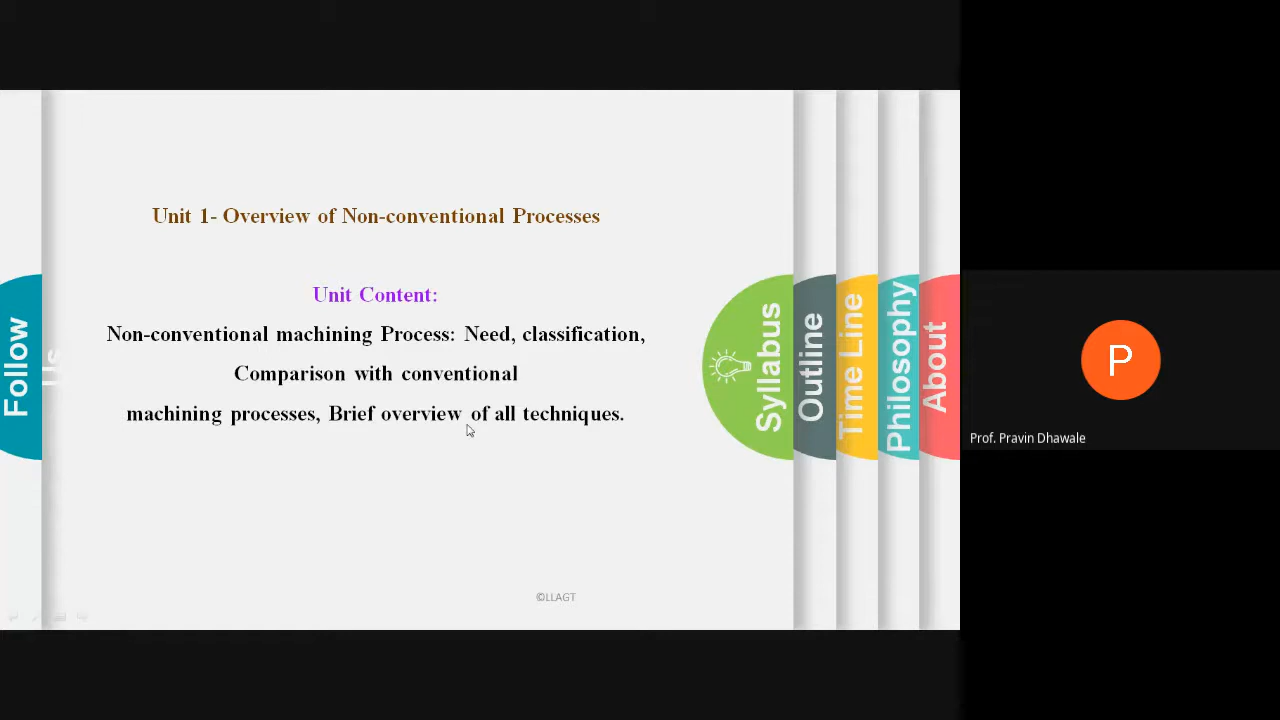 Unit 1- Overview of Non-conventional Processes
Unit Content:
Non-conventional machining Process: Need, classification,
Comparison with conventional
machining processes, Brief overview of all techniques.
Follow
Us
Syllabus
Outline
Time Line
Philosophy
About
©LLAGT
P
Prof. Pravin Dhawale